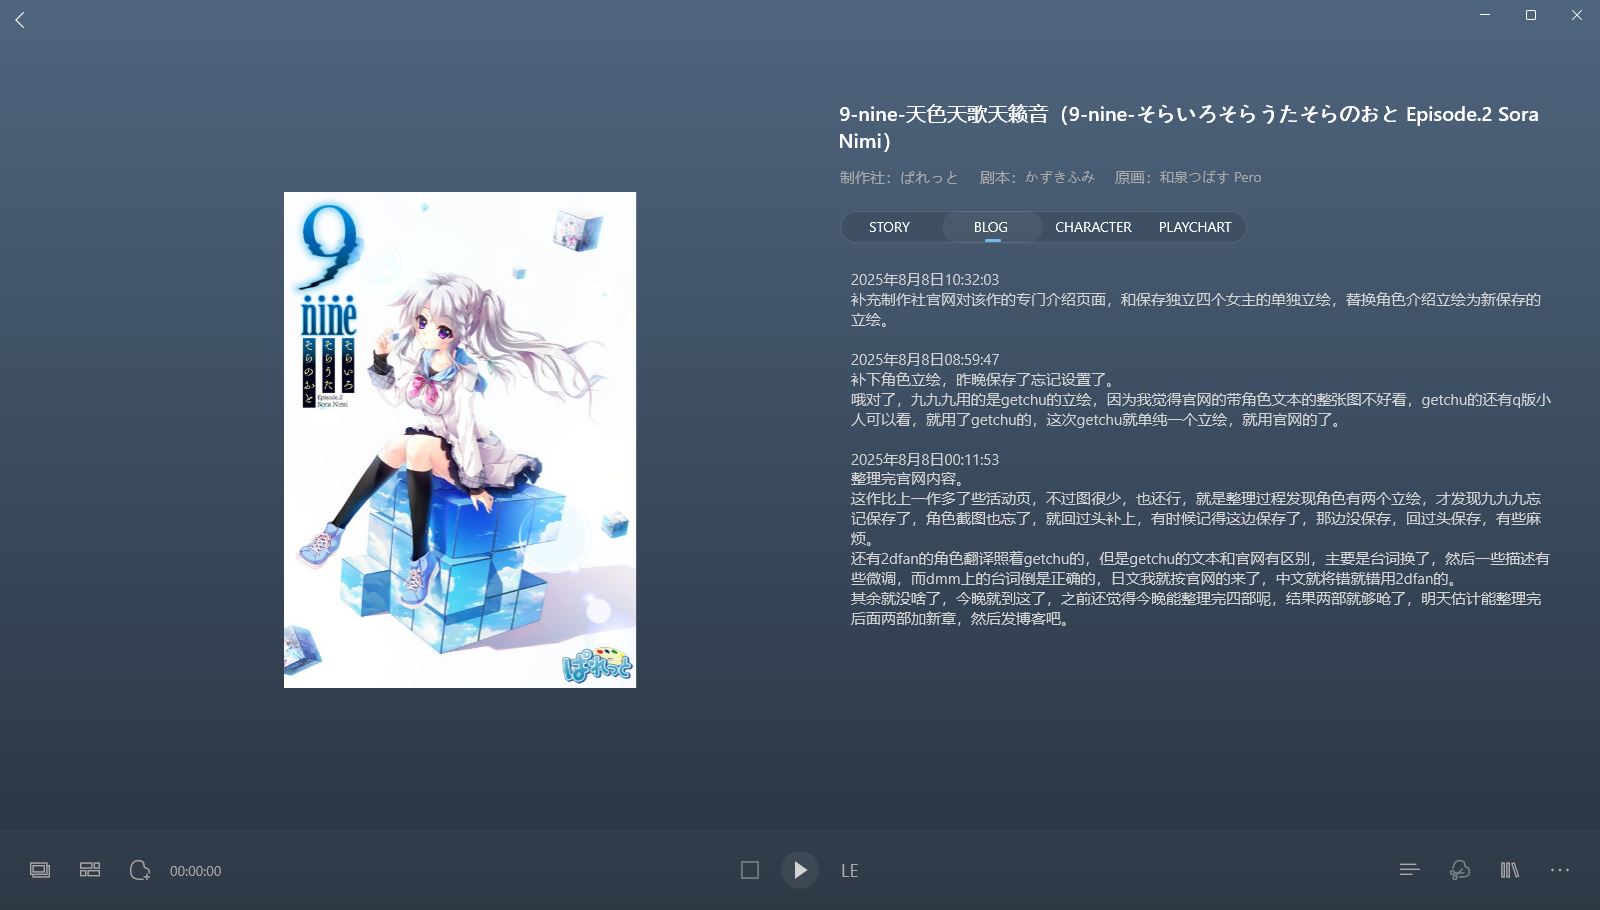 9-nine-天色天歌天籁音（9-nine-そらいろそらうたそらのおと Episode.2 Sora
Nimi）
制作社：ぱれっと 剧本：かずきふみ 原画：和泉つばす Pero
STORY BLOG CHARACTER PLAYCHART
2025年8月8日10:32:03
补充制作社官网对该作的专门介绍页面，和保存独立四个女主的单独立绘，替换角色介绍立绘为新保存的
立绘。
2025年8月8日08:59:47
补下角色立绘，昨晚保存了忘记设置了。
哦对了，九九九用的是getchu的立绘，因为我觉得官网的带角色文本的整张图不好看，getchu的还有q版小
人可以看，就用了getchu的，这次getchu就单纯一个立绘，就用官网的了。
2025年8月8日00:11:53
整理完官网内容。
这作比上一作多了些活动页，不过图很少，也还行，就是整理过程发现角色有两个立绘，才发现九九九忘
记保存了，角色截图也忘了，就回过头补上，有时候记得这边保存了，那边没保存，回过头保存，有些麻
烦。
还有2dfan的角色翻译照着getchu的，但是getchu的文本和官网有区别，主要是台词换了，然后一些描述有
些微调，而dmm上的台词倒是正确的，日文我就按官网的来了，中文就将错就错用2dfan的。
其余就没啥了，今晚就到这了，之前还觉得今晚能整理完四部呢，结果两部就够呛了，明天估计能整理完
后面两部加新章，然后发博客吧。
9
nine
そらいろ
そらうた
そらのおと
Episode.2
Sora Nimi
ぱれっと
00:00:00
LE